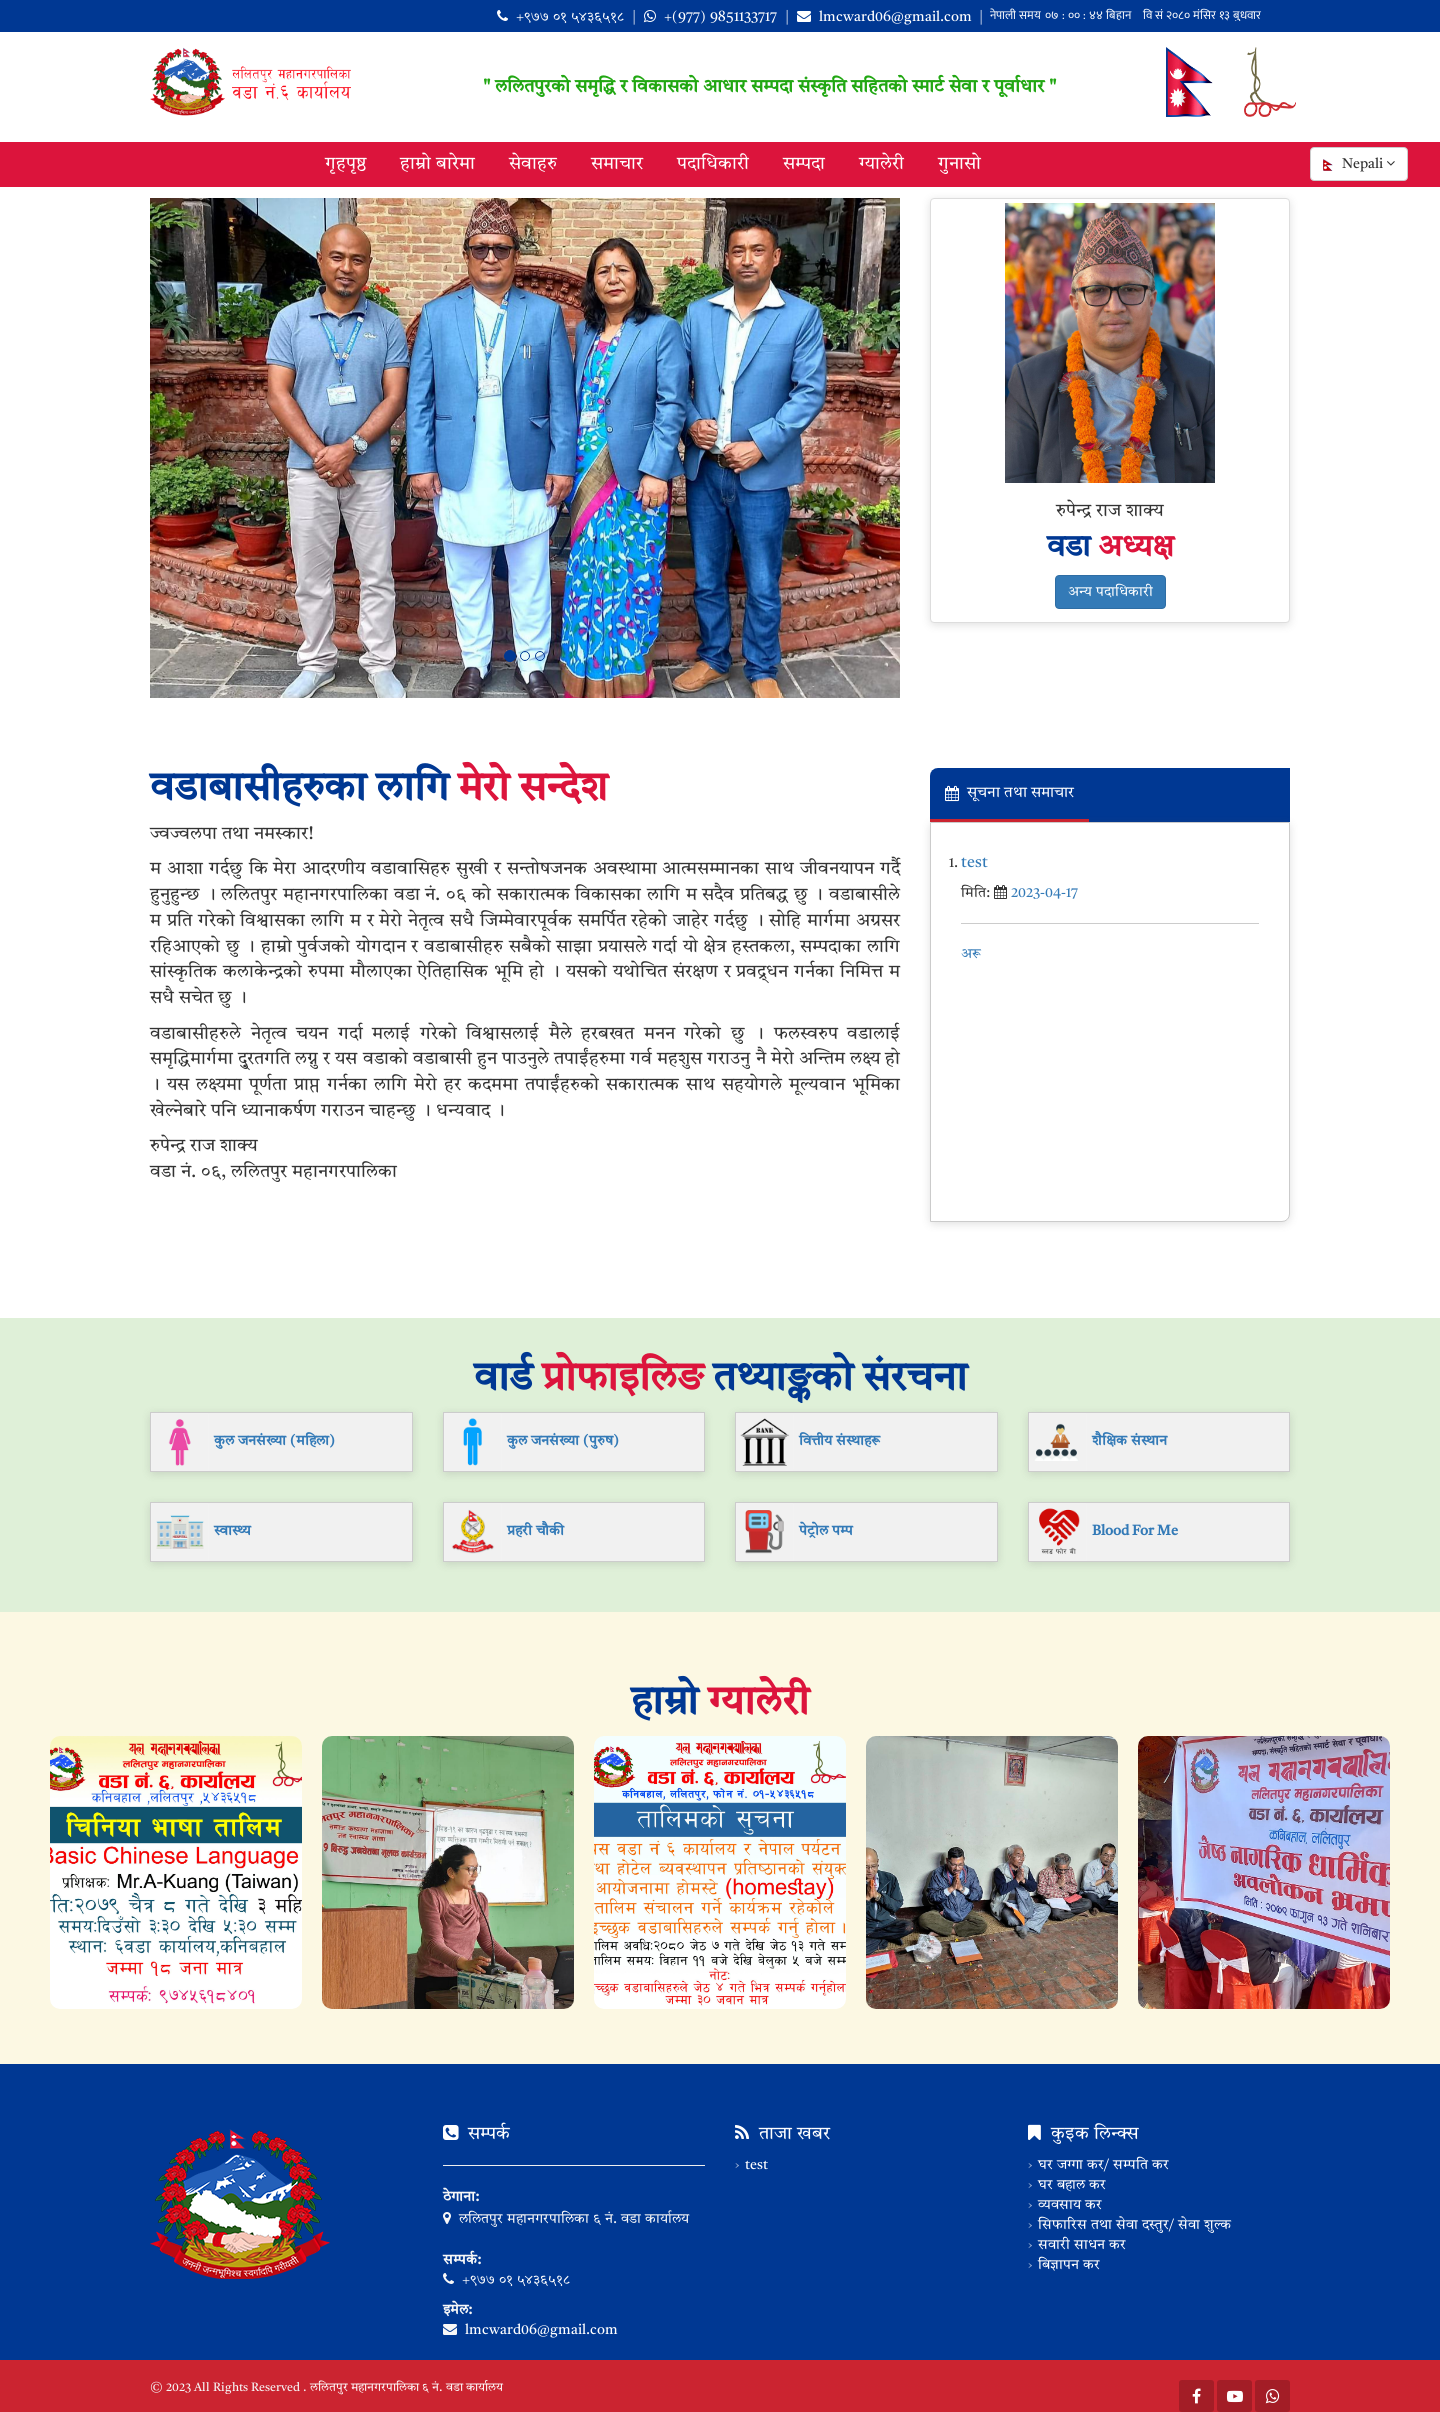 +९७७ ०१ ५४३६५१८ | +(977) 9851133717 | lmcward06@gmail.com | नेपाली समय ०७ : ०० : ४४ बिहान वि सं २०८० मंसिर १३ बुधवार
ललितपुर महानगरपालिका
वडा नं.६ कार्यालय
" ललितपुरको समृद्धि र विकासको आधार सम्पदा संस्कृति सहितको स्मार्ट सेवा र पूर्वाधार "
गृहपृष्ठ हाम्रो बारेमा सेवाहरु समाचार पदाधिकारी सम्पदा ग्यालेरी गुनासो
Nepali
रुपेन्द्र राज शाक्य
वडा अध्यक्ष
अन्य पदाधिकारी
वडाबासीहरुका लागि मेरो सन्देश
ज्वज्वलपा तथा नमस्कार!
म आशा गर्दछु कि मेरा आदरणीय वडावासिहरु सुखी र सन्तोषजनक अवस्थामा आत्मसम्मानका साथ जीवनयापन गर्दै
हुनुहुन्छ । ललितपुर महानगरपालिका वडा नं. ०६ को सकारात्मक विकासका लागि म सदैव प्रतिबद्ध छु । वडाबासीले
म प्रति गरेको विश्वासका लागि म र मेरो नेतृत्व सधै जिम्मेवारपूर्वक समर्पित रहेको जाहेर गर्दछु । सोहि मार्गमा अग्रसर
रहिआएको छु । हाम्रो पुर्वजको योगदान र वडाबासीहरु सबैको साझा प्रयासले गर्दा यो क्षेत्र हस्तकला, सम्पदाका लागि
सांस्कृतिक कलाकेन्द्रको रुपमा मौलाएका ऐतिहासिक भूमि हो । यसको यथोचित संरक्षण र प्रवद्र्धन गर्नका निमित्त म
सधै सचेत छु ।
वडाबासीहरुले नेतृत्व चयन गर्दा मलाई गरेको विश्वासलाई मैले हरबखत मनन गरेको छु । फलस्वरुप वडालाई
समृद्धिमार्गमा दु्रतगति लग्नु र यस वडाको वडाबासी हुन पाउनुले तपाईंहरुमा गर्व महशुस गराउनु नै मेरो अन्तिम लक्ष्य हो
। यस लक्ष्यमा पूर्णता प्राप्त गर्नका लागि मेरो हर कदममा तपाईंहरुको सकारात्मक साथ सहयोगले मूल्यवान भूमिका
खेल्नेबारे पनि ध्यानाकर्षण गराउन चाहन्छु । धन्यवाद ।
रुपेन्द्र राज शाक्य
वडा नं. ०६, ललितपुर महानगरपालिका
सूचना तथा समाचार
1. test
मिति: 2023-04-17
अरू
वार्ड प्रोफाइलिङ तथ्याङ्कको संरचना
कुल जनसंख्या (महिला)
कुल जनसंख्या (पुरुष)
BANK
वित्तीय संस्थाहरू
शैक्षिक संस्थान
स्वास्थ्य
प्रहरी चौकी
पेट्रोल पम्प
ब्लड फोर मी
Blood For Me
हाम्रो ग्यालेरी
यल महानगरपालिका
ललितपुर महानगरपालिका
वडा नं. ६ कार्यालय
कनिबहाल ,ललितपुर ,५४३६५१८
चिनिया भाषा तालिम
Basic Chinese Language
प्रशिक्षक: Mr.A-Kuang (Taiwan)
ति:२०७९ चैत्र ८ गते देखि ३ महि
समय:दिउँसो ३:३० देखि ५:३० सम्म
स्थान: ६वडा कार्यालय,कनिबहाल
जम्मा १८ जना मात्र
सम्पर्क: ९७४५६१८४०१
यल महानगरपालिका
ललितपुर महानगरपालिका
वडा नं. ६ कार्यालय
कनिबहाल, ललितपुर, फोन नं. ०१-५४३६५१८
तालिमको सुचना
स वडा नं ६ कार्यालय र नेपाल पर्यटन
था होटेल ब्यवस्थापन प्रतिष्ठानको संयुक्त
आयोजनामा होमस्टे (homestay)
तालिम संचालन गर्ने कार्यक्रम रहेकोले
इच्छुक वडाबासिहरुले सम्पर्क गर्नु होला ।
ालिम अवधि:२०८० जेठ ७ गते देखि जेठ १३ गते सम
ालिम समय: विहान ११ बजे देखि बेलुका ५ बजे सम्म
नोट:
च्छुक वडावासिहरुले जेठ ४ गते भित्र सम्पर्क गर्नुहोल
जम्मा ३० जवान मात्र
यल महानगरपालिका
ललितपुर महानगरपालिका
वडा नं. ६ कार्यालय
कनिबहाल, ललितपुर
जेष्ठ नागरिक धार्मिक
अवलोकन भ्रमण
मिति : २०७९ फागुन १३ गते शनिबार
जननी जन्मभूमिश्च स्वर्गादपि गरीयसी
सम्पर्क
ठेगाना:
ललितपुर महानगरपालिका ६ नं. वडा कार्यालय
सम्पर्क:
+९७७ ०१ ५४३६५१८
इमेल:
lmcward06@gmail.com
ताजा खबर
› test
कुइक लिन्क्स
› घर जग्गा कर/ सम्पति कर
› घर बहाल कर
› व्यवसाय कर
› सिफारिस तथा सेवा दस्तुर/ सेवा शुल्क
› सवारी साधन कर
› बिज्ञापन कर
© 2023 All Rights Reserved . ललितपुर महानगरपालिका ६ नं. वडा कार्यालय